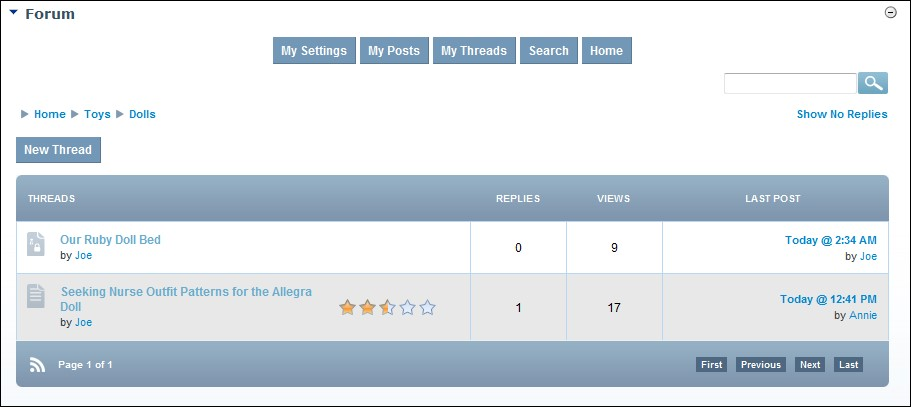 Forum
My Settings My Posts My Threads Search Home
Home Toys Dolls Show No Replies
New Thread
THREADS REPLIES VIEWS LAST POST
Our Ruby Doll Bed 0 9 Today @ 2:34 AM
by Joe by Joe
Seeking Nurse Outfit Patterns for the Allegra
Doll 1 17 Today @ 12:41 PM
by Joe by Annie
Page 1 of 1 First Previous Next Last